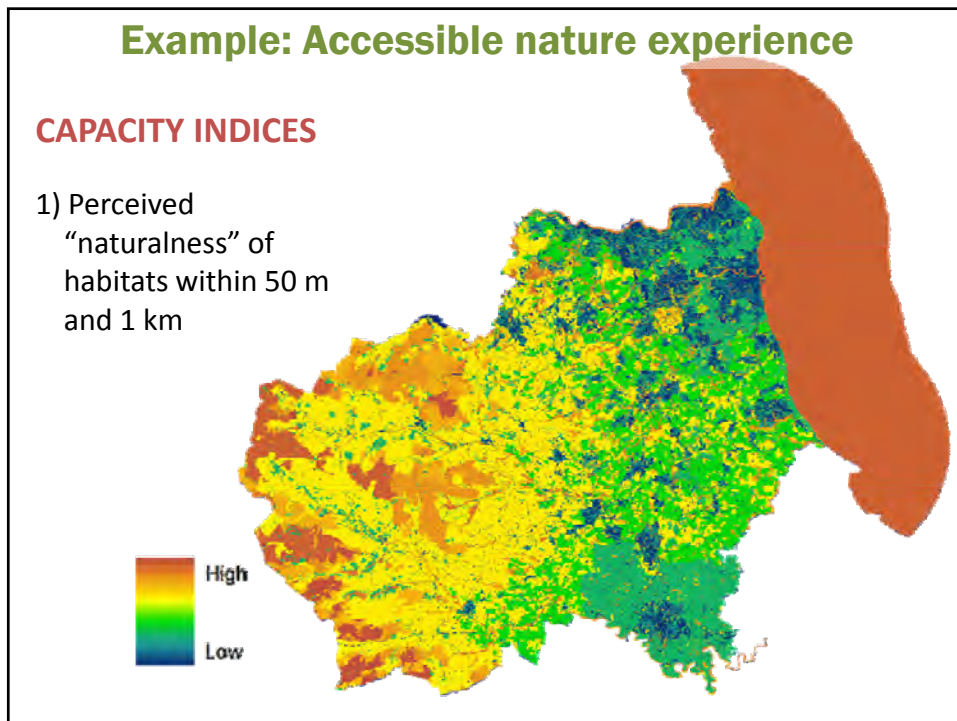 Example: Accessible nature experience
CAPACITY INDICES
1) Perceived
“naturalness” of
habitats within 50 m
and 1 km
High
Low